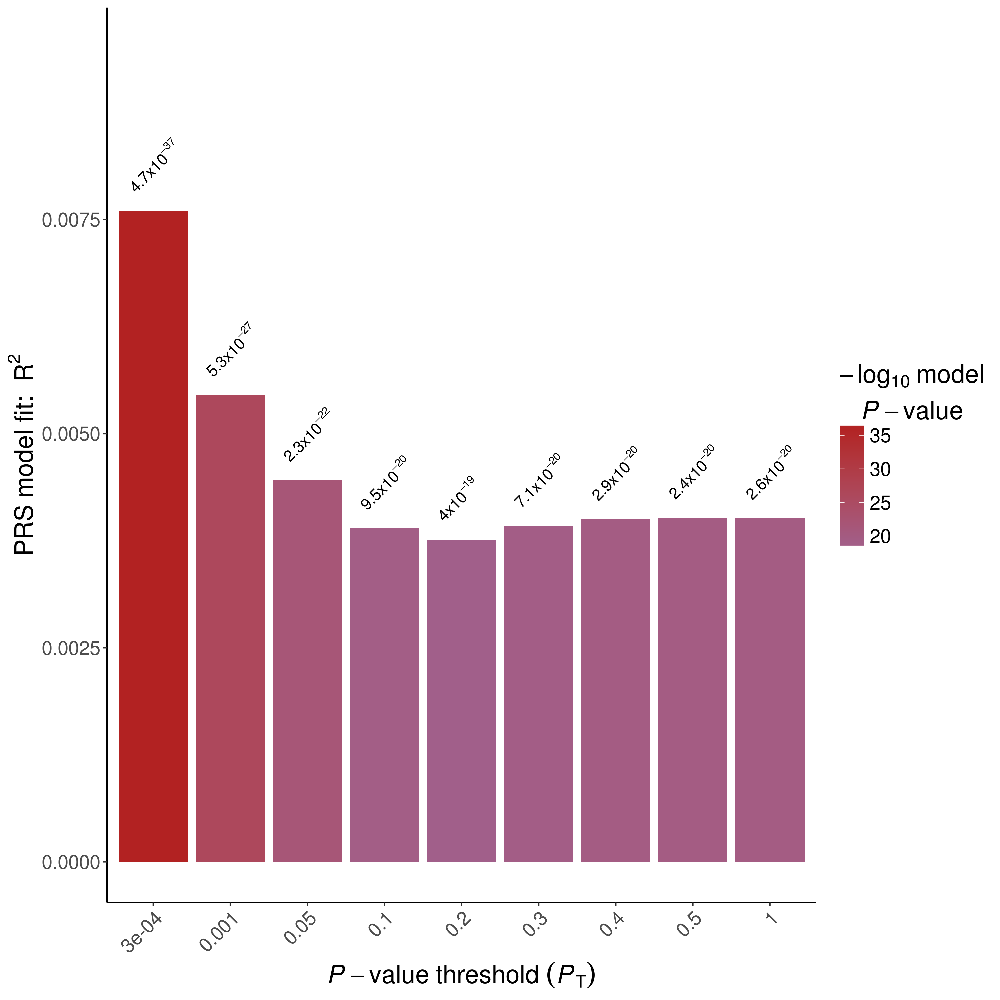 PRS model fit: R²
0.0075
0.0050
0.0025
0.0000
4.7x10⁻³⁷
5.3x10⁻²⁷
2.3x10⁻²²
9.5x10⁻²⁰
4x10⁻¹⁹
7.1x10⁻²⁰
2.9x10⁻²⁰
2.4x10⁻²⁰
2.6x10⁻²⁰
3e-04
0.001
0.05
0.1
0.2
0.3
0.4
0.5
1
P − value threshold (P_T)
− log₁₀ model
P − value
35
30
25
20